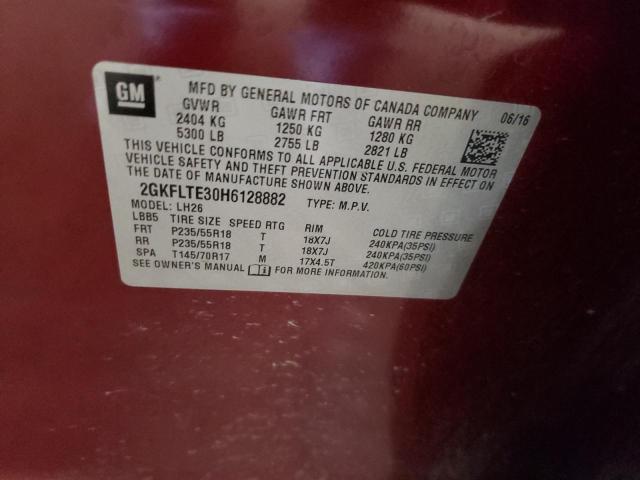 GM
MFD BY GENERAL MOTORS OF CANADA COMPANY 06/16
GVWR GAWR FRT GAWR RR
2404 KG 1250 KG 1280 KG
5300 LB 2755 LB 2821 LB
THIS VEHICLE CONFORMS TO ALL APPLICABLE U.S. FEDERAL MOTOR
VEHICLE SAFETY AND THEFT PREVENTION STANDARDS IN EFFECT ON
THE DATE OF MANUFACTURE SHOWN ABOVE.
2GKFLTE30H6128882 TYPE: M.P.V.
MODEL: LH26
LBB5 TIRE SIZE SPEED RTG RIM COLD TIRE PRESSURE
FRT P235/55R18 T 18X7J 240KPA(35PSI)
RR P235/55R18 T 18X7J 240KPA(35PSI)
SPA T145/70R17 M 17X4.5T 420KPA(60PSI)
SEE OWNER'S MANUAL FOR MORE INFORMATION.